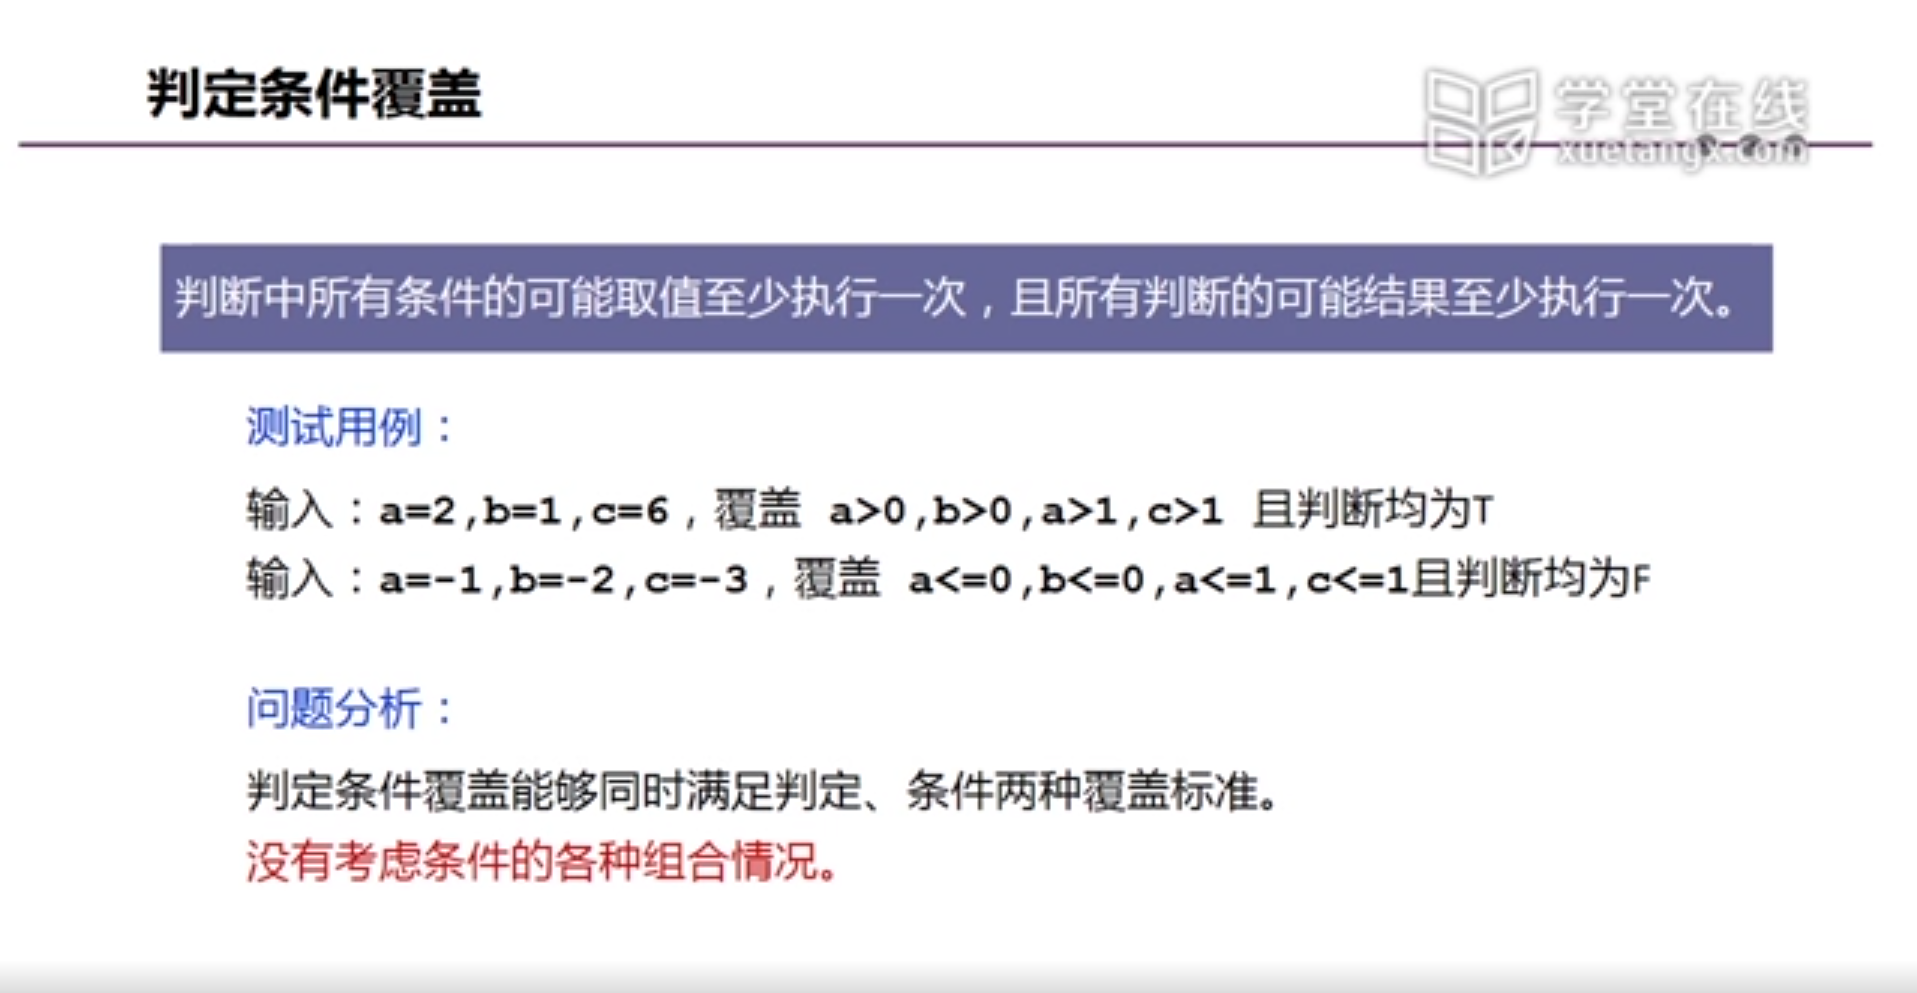 判定条件覆盖
学堂在线
xuetangx.com
判断中所有条件的可能取值至少执行一次，且所有判断的可能结果至少执行一次。
测试用例：
输入：a=2,b=1,c=6，覆盖 a>0,b>0,a>1,c>1 且判断均为T
输入：a=-1,b=-2,c=-3，覆盖 a<=0,b<=0,a<=1,c<=1且判断均为F
问题分析：
判定条件覆盖能够同时满足判定、条件两种覆盖标准。
没有考虑条件的各种组合情况。